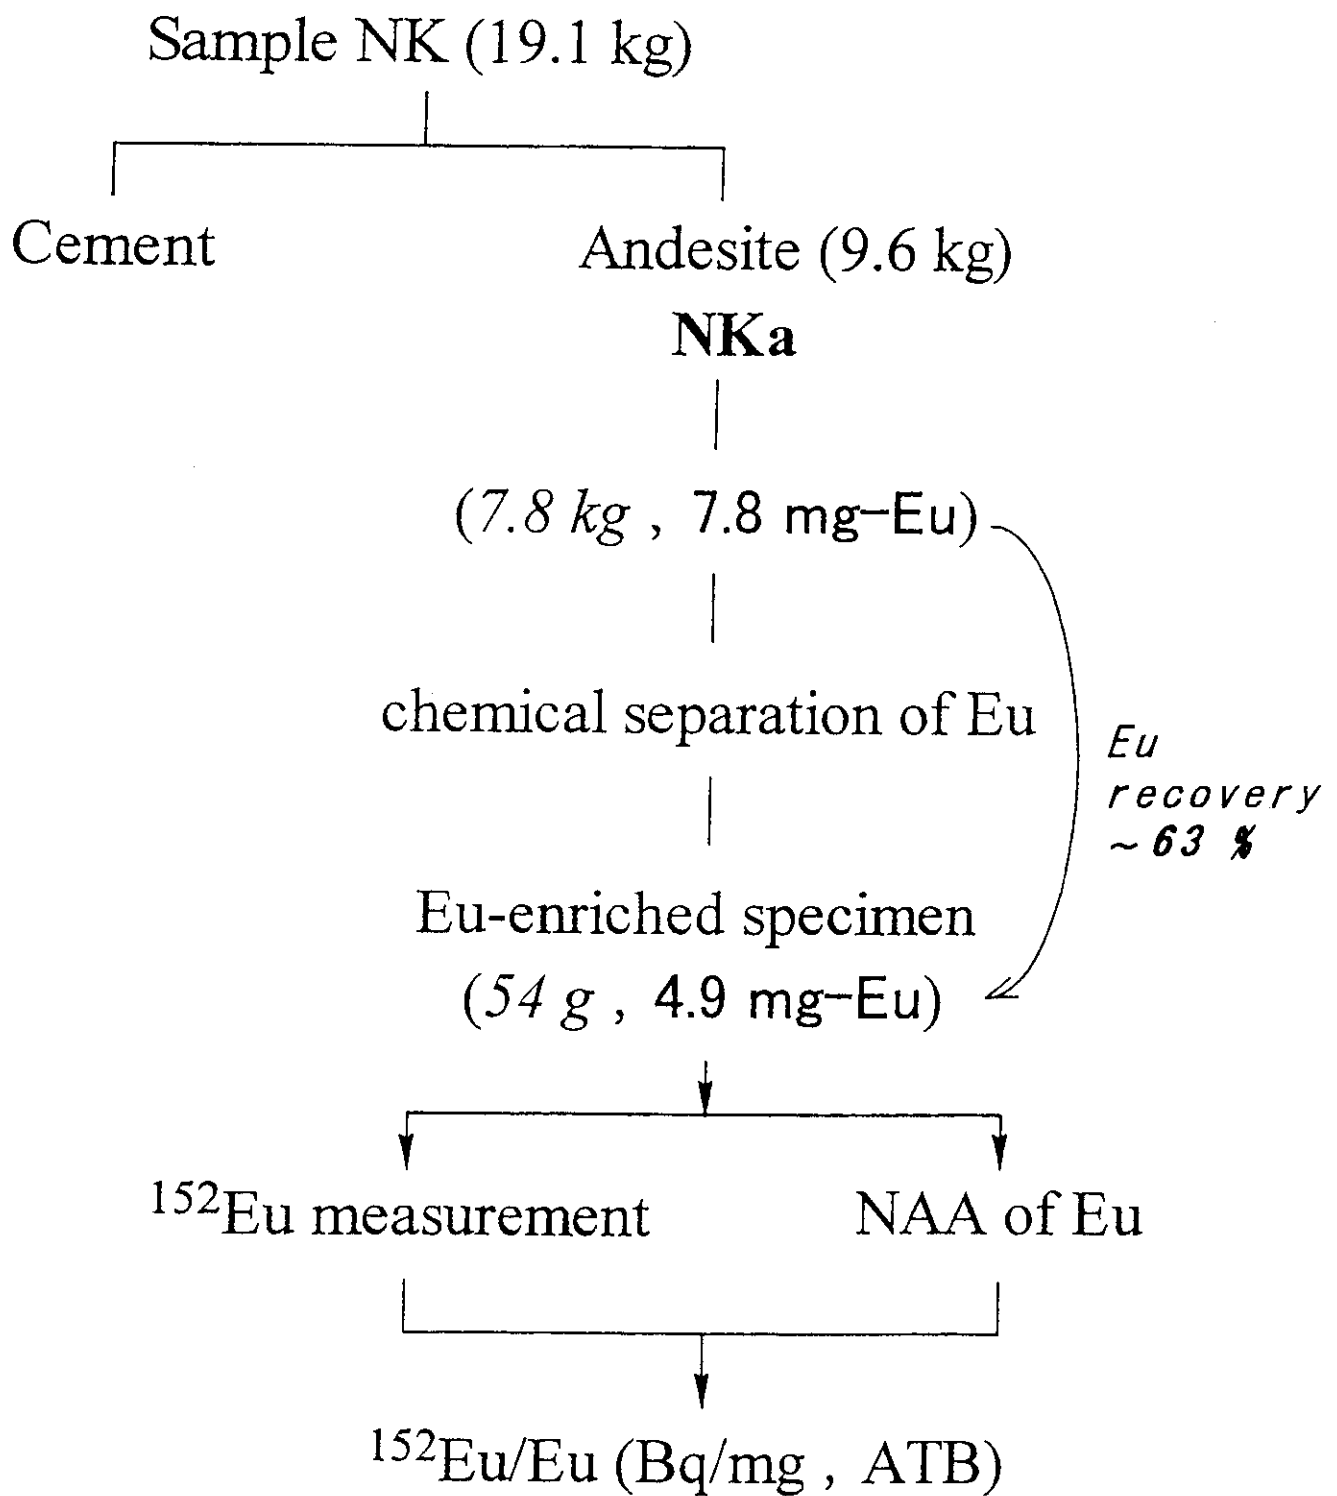 Sample NK (19.1 kg)
Cement
Andesite (9.6 kg)
NKa
(7.8 kg , 7.8 mg-Eu)
chemical separation of Eu
Eu
recovery
~63 %
Eu-enriched specimen
(54 g , 4.9 mg-Eu)
¹⁵²Eu measurement
NAA of Eu
¹⁵²Eu/Eu (Bq/mg , ATB)